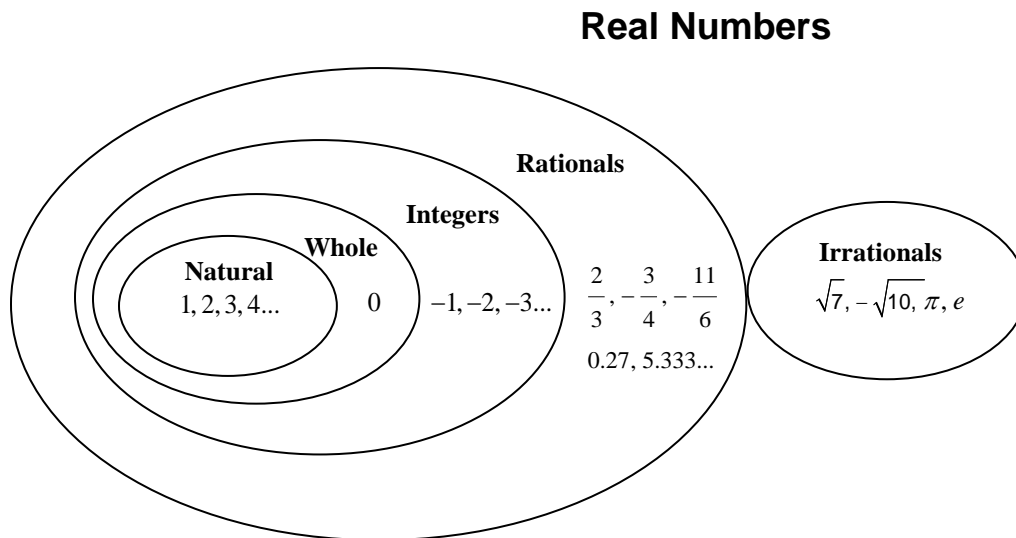 Real Numbers
Rationals
Integers
Whole
Natural
1, 2, 3, 4...
0
−1, −2, −3...
2/3, −3/4, −11/6
0.27, 5.333...
Irrationals
√7, −√10, π, e